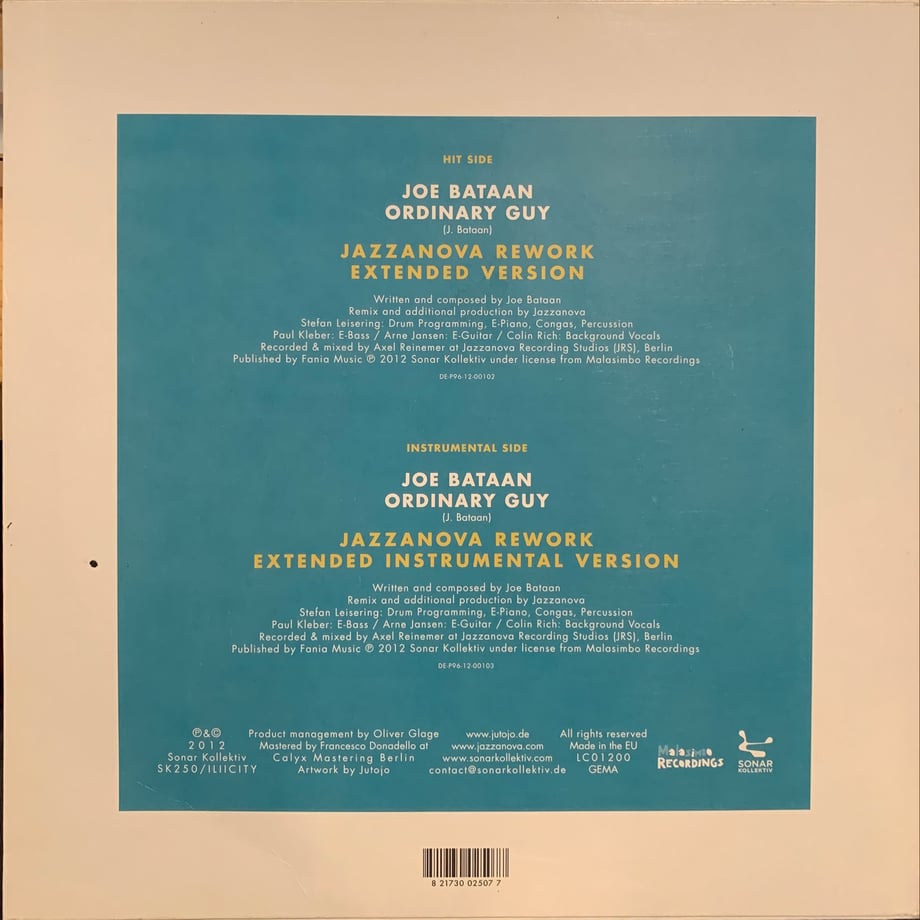 HIT SIDE
JOE BATAAN
ORDINARY GUY
(J. Bataan)
JAZZANOVA REWORK
EXTENDED VERSION
Written and composed by Joe Bataan
Remix and additional production by Jazzanova
Stefan Leisering: Drum Programming, E-Piano, Congas, Percussion
Paul Kleber: E-Bass / Arne Jansen: E-Guitar / Colin Rich: Background Vocals
Recorded & mixed by Axel Reinemer at Jazzanova Recording Studios (JRS), Berlin
Published by Fania Music ℗ 2012 Sonar Kollektiv under license from Malasimbo Recordings
DE-P96-12-00102
INSTRUMENTAL SIDE
JOE BATAAN
ORDINARY GUY
(J. Bataan)
JAZZANOVA REWORK
EXTENDED INSTRUMENTAL VERSION
Written and composed by Joe Bataan
Remix and additional production by Jazzanova
Stefan Leisering: Drum Programming, E-Piano, Congas, Percussion
Paul Kleber: E-Bass / Arne Jansen: E-Guitar / Colin Rich: Background Vocals
Recorded & mixed by Axel Reinemer at Jazzanova Recording Studios (JRS), Berlin
Published by Fania Music ℗ 2012 Sonar Kollektiv under license from Malasimbo Recordings
DE-P96-12-00103
℗&©
2012
Sonar Kollektiv
SK250/ILIICITY
Product management by Oliver Glage
Mastered by Francesco Donadello at
Calyx Mastering Berlin
Artwork by Jutojo
www.jutojo.de
www.jazzanova.com
www.sonarkollektiv.com
contact@sonarkollektiv.de
All rights reserved
Made in the EU
LC01200
GEMA
Malasimbo
RECORDINGS
SONAR
KOLLEKTIV
8 21730 02507 7